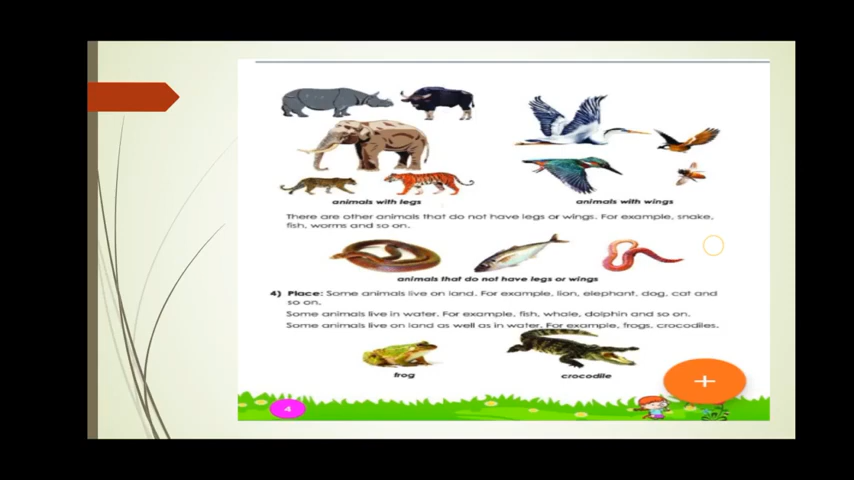 animals with legs
animals with wings
There are other animals that do not have legs or wings. For example, snake,
fish, worms and so on.
animals that do not have legs or wings
4) Place: Some animals live on land. For example, lion, elephant, dog, cat and
so on.
Some animals live in water. For example, fish, whale, dolphin and so on.
Some animals live on land as well as in water. For example, frogs, crocodiles.
frog
crocodile
4